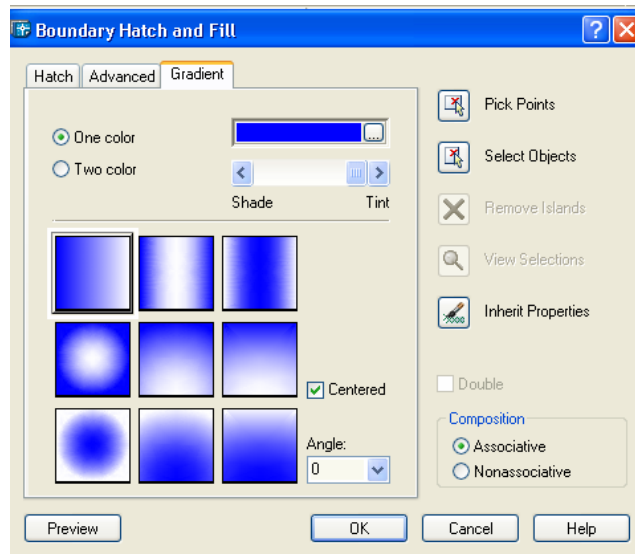 Boundary Hatch and Fill
Hatch Advanced Gradient
One color
Two color
Shade Tint
Centered
Angle:
0
Pick Points
Select Objects
Remove Islands
View Selections
Inherit Properties
Double
Composition
Associative
Nonassociative
Preview OK Cancel Help